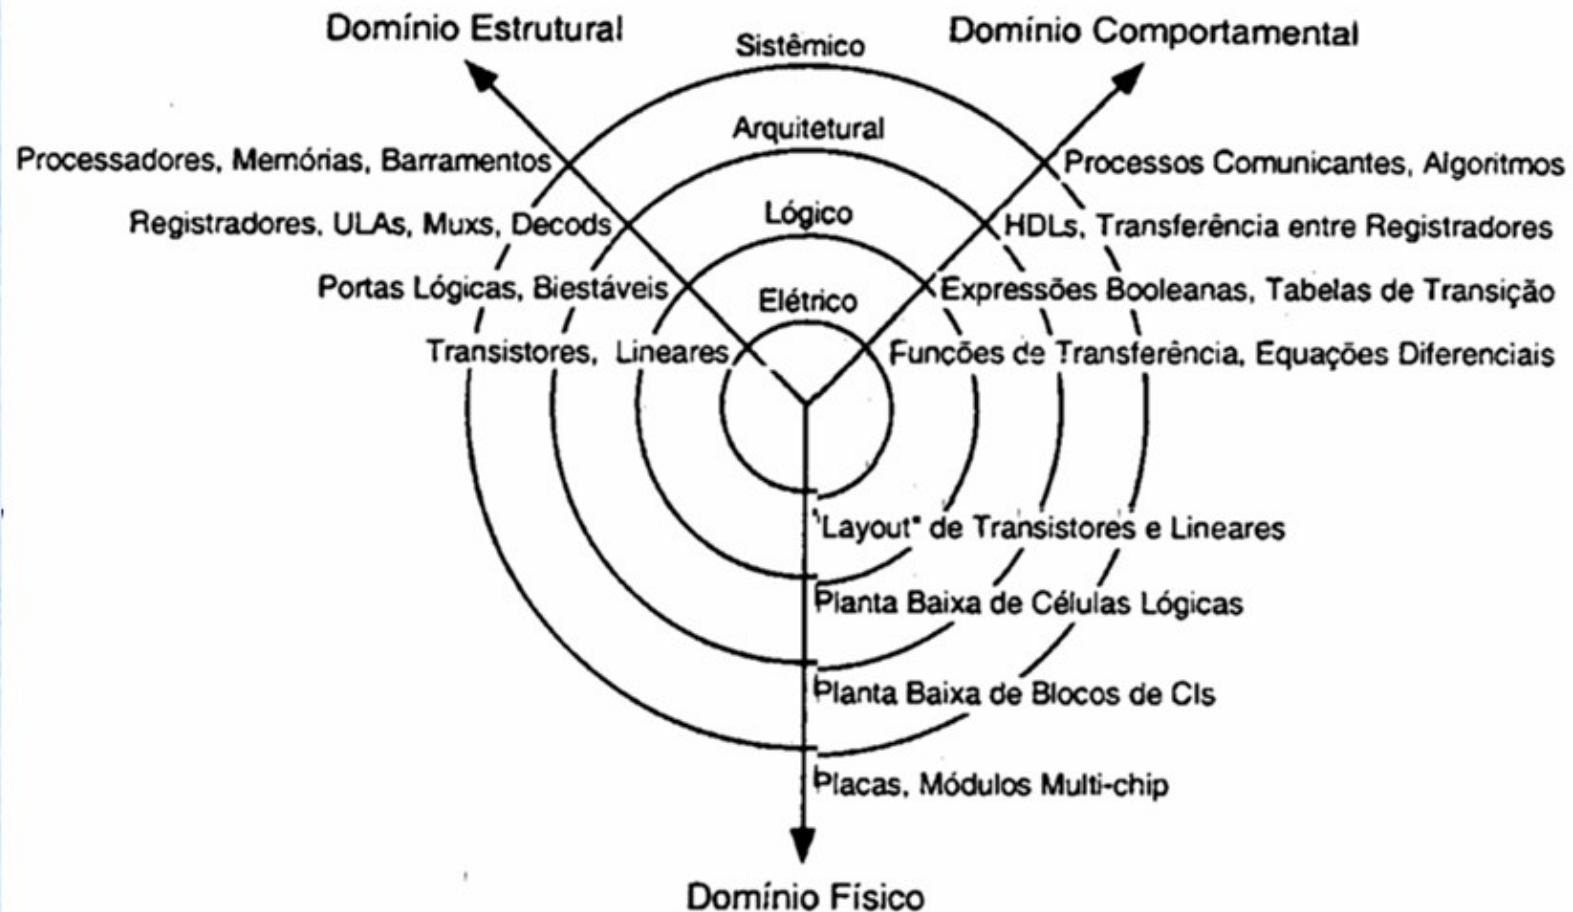 Domínio Estrutural
Domínio Comportamental
Sistêmico
Arquitetural
Processadores, Memórias, Barramentos
Processos Comunicantes, Algoritmos
Lógico
Registradores, ULAs, Muxs, Decods
HDLs, Transferência entre Registradores
Elétrico
Portas Lógicas, Biestáveis
Expressões Booleanas, Tabelas de Transição
Transistores, Lineares
Funções de Transferência, Equações Diferenciais
"Layout" de Transistores e Lineares
Planta Baixa de Células Lógicas
Planta Baixa de Blocos de CIs
Placas, Módulos Multi-chip
Domínio Físico